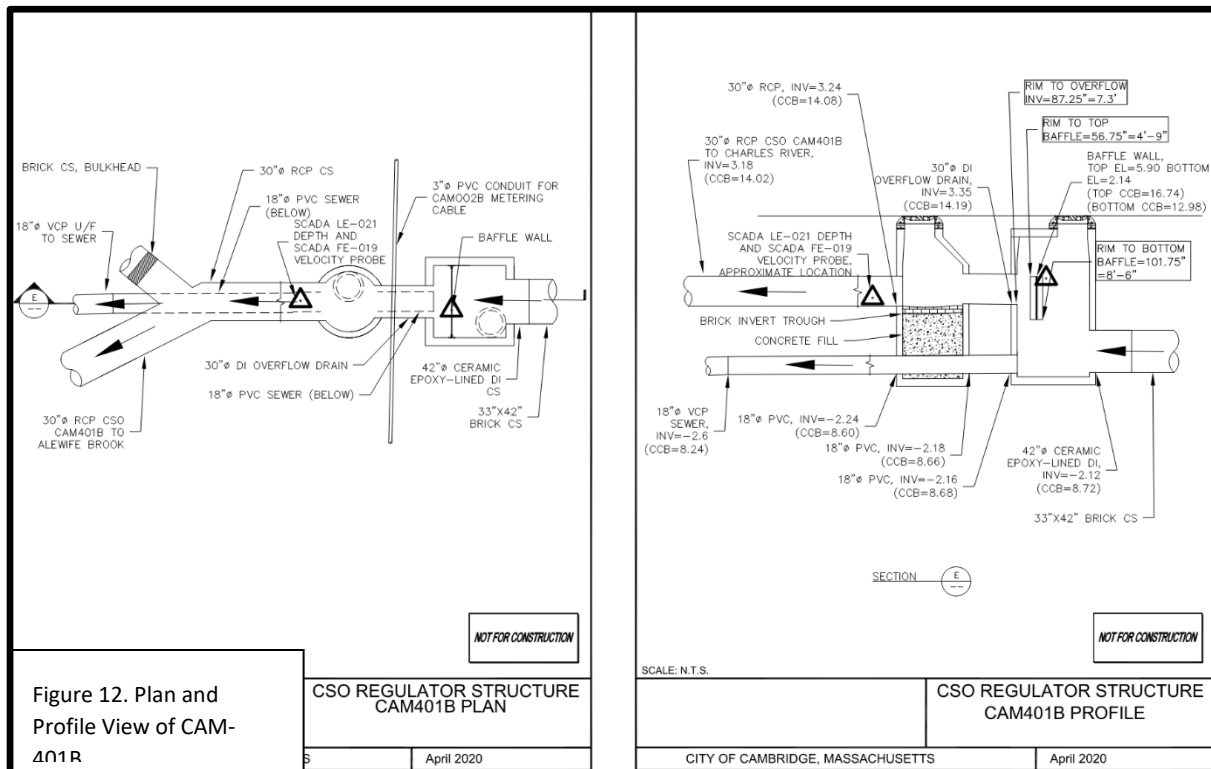 BRICK CS, BULKHEAD
30"ø RCP CS
18"ø PVC SEWER
(BELOW)
18"ø VCP U/F
TO SEWER
SCADA LE-021
DEPTH AND
SCADA FE-019
VELOCITY PROBE
3"ø PVC CONDUIT FOR
CAM002B METERING
CABLE
BAFFLE WALL
E
--
30"ø DI OVERFLOW DRAIN
18"ø PVC SEWER (BELOW)
42"ø CERAMIC
EPOXY-LINED DI
CS
33"X42"
BRICK CS
30"ø RCP CSO
CAM401B TO
ALEWIFE BROOK
NOT FOR CONSTRUCTION
Figure 12. Plan and
Profile View of CAM-
401B
CSO REGULATOR STRUCTURE
CAM401B PLAN
S
April 2020
30"ø RCP, INV=3.24
(CCB=14.08)
RIM TO OVERFLOW
INV=87.25"=7.3'
RIM TO TOP
BAFFLE=56.75"=4'-9"
30"ø RCP CSO CAM401B
TO CHARLES RIVER,
INV=3.18
(CCB=14.02)
30"ø DI
OVERFLOW DRAIN,
INV=3.35
(CCB=14.19)
BAFFLE WALL,
TOP EL=5.90 BOTTOM
EL=2.14
(TOP CCB=16.74)
(BOTTOM CCB=12.98)
SCADA LE-021 DEPTH
AND SCADA FE-019
VELOCITY PROBE,
APPROXIMATE LOCATION
RIM TO BOTTOM
BAFFLE=101.75"
=8'-6"
BRICK INVERT TROUGH
CONCRETE FILL
18"ø VCP
SEWER,
INV=-2.6
(CCB=8.24)
18"ø PVC, INV=-2.24
(CCB=8.60)
18"ø PVC, INV=-2.18
(CCB=8.66)
18"ø PVC, INV=-2.16
(CCB=8.68)
42"ø CERAMIC
EPOXY-LINED DI,
INV=-2.12
(CCB=8.72)
33"X42" BRICK CS
SECTION
E
--
NOT FOR CONSTRUCTION
SCALE: N.T.S.
CSO REGULATOR STRUCTURE
CAM401B PROFILE
CITY OF CAMBRIDGE, MASSACHUSETTS
April 2020